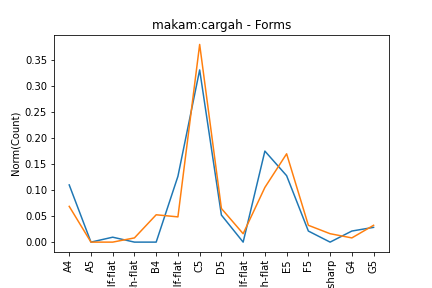 makam:cargah - Forms
Norm(Count)
0.35
0.30
0.25
0.20
0.15
0.10
0.05
0.00
A4
A5
lf-flat
h-flat
B4
lf-flat
C5
D5
lf-flat
h-flat
E5
F5
sharp
G4
G5